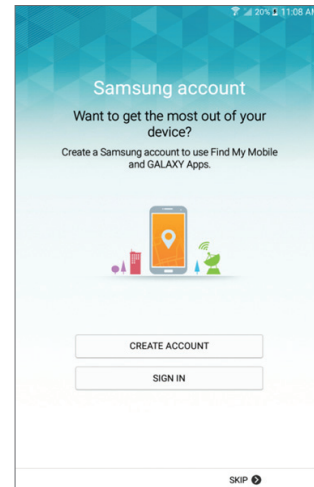 20% 11:08 AM
Samsung account
Want to get the most out of your
device?
Create a Samsung account to use Find My Mobile
and GALAXY Apps.
CREATE ACCOUNT
SIGN IN
SKIP